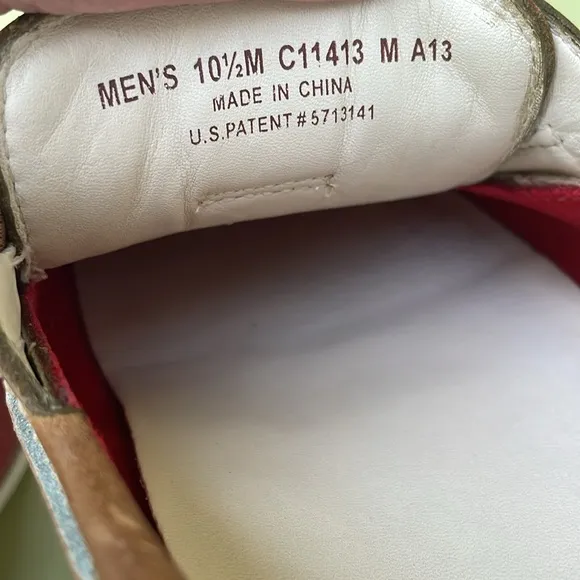 MEN'S 10½M C11413 M A13
MADE IN CHINA
U.S.PATENT#5713141